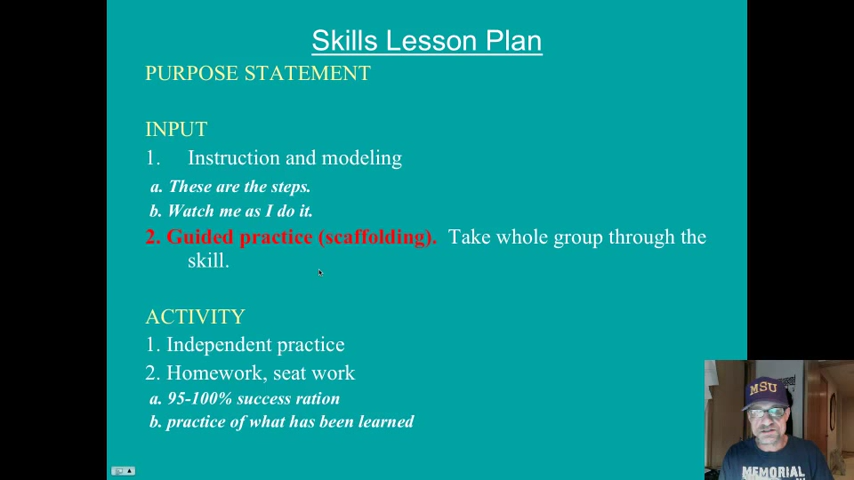 Skills Lesson Plan
PURPOSE STATEMENT
INPUT
1. Instruction and modeling
a. These are the steps.
b. Watch me as I do it.
2. Guided practice (scaffolding). Take whole group through the
skill.
ACTIVITY
1. Independent practice
2. Homework, seat work
a. 95-100% success ration
b. practice of what has been learned
MSU
MEMORIAL